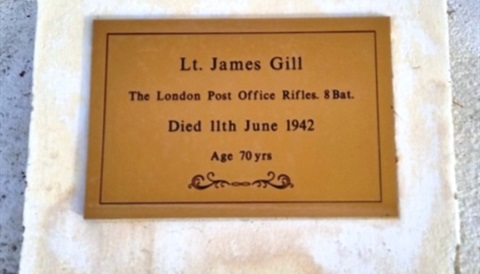 Lt. James Gill
The London Post Office Rifles. 8 Bat.
Died 11th June 1942
Age 70 yrs